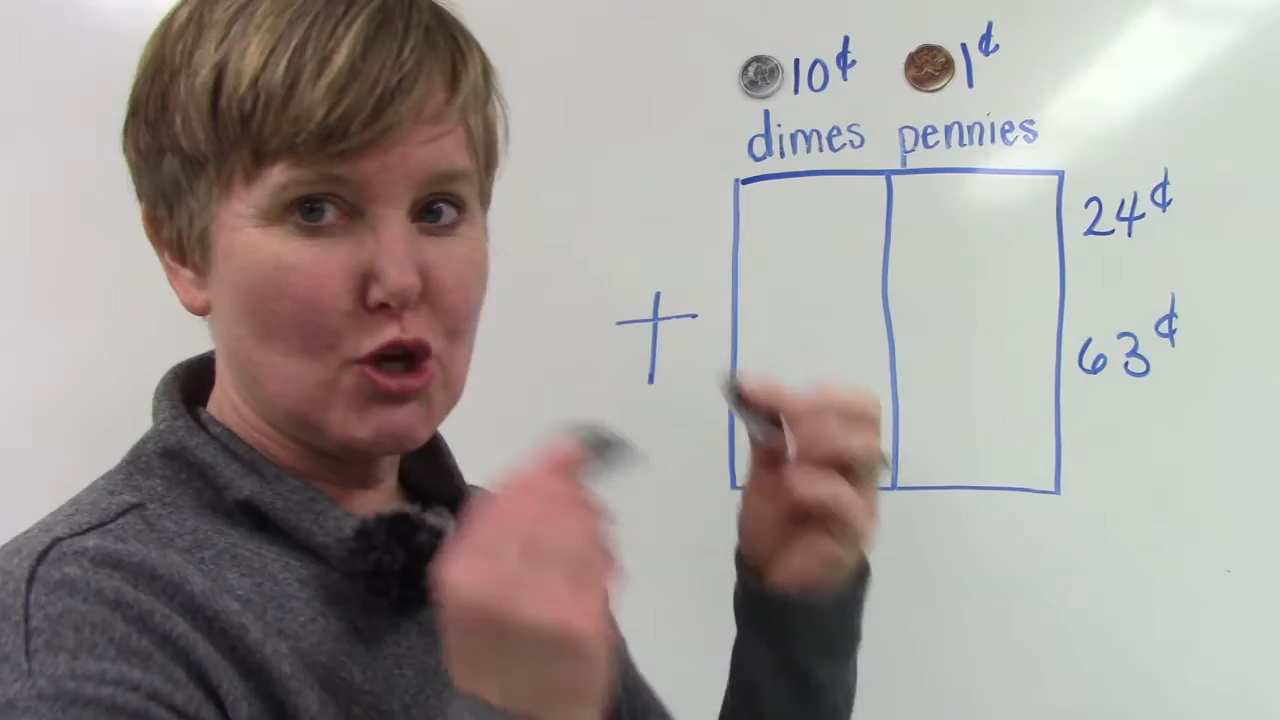 10¢ 1¢
dimes pennies
24¢
+
63¢